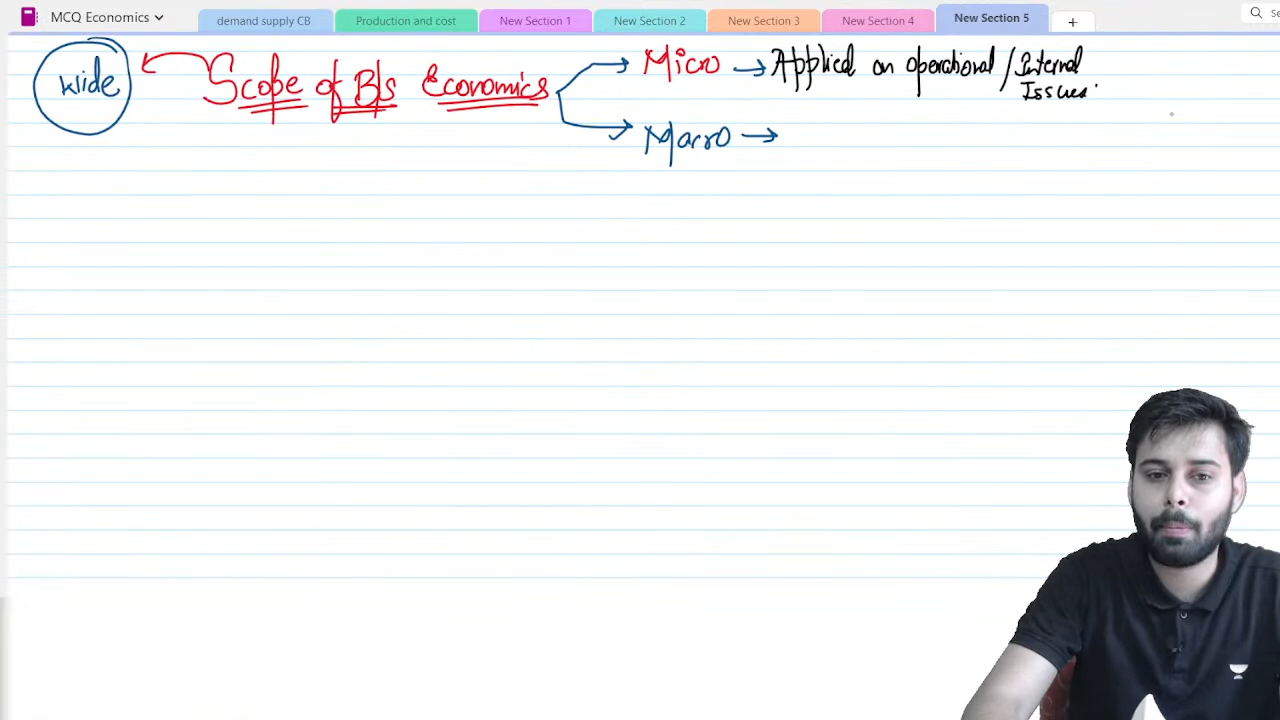 MCQ Economics
demand supply CB
Production and cost
New Section 1
New Section 2
New Section 3
New Section 4
New Section 5
+
Wide
Scope of B/s Economics
Micro → Applied on operational / Internal
Issues.
Macro →